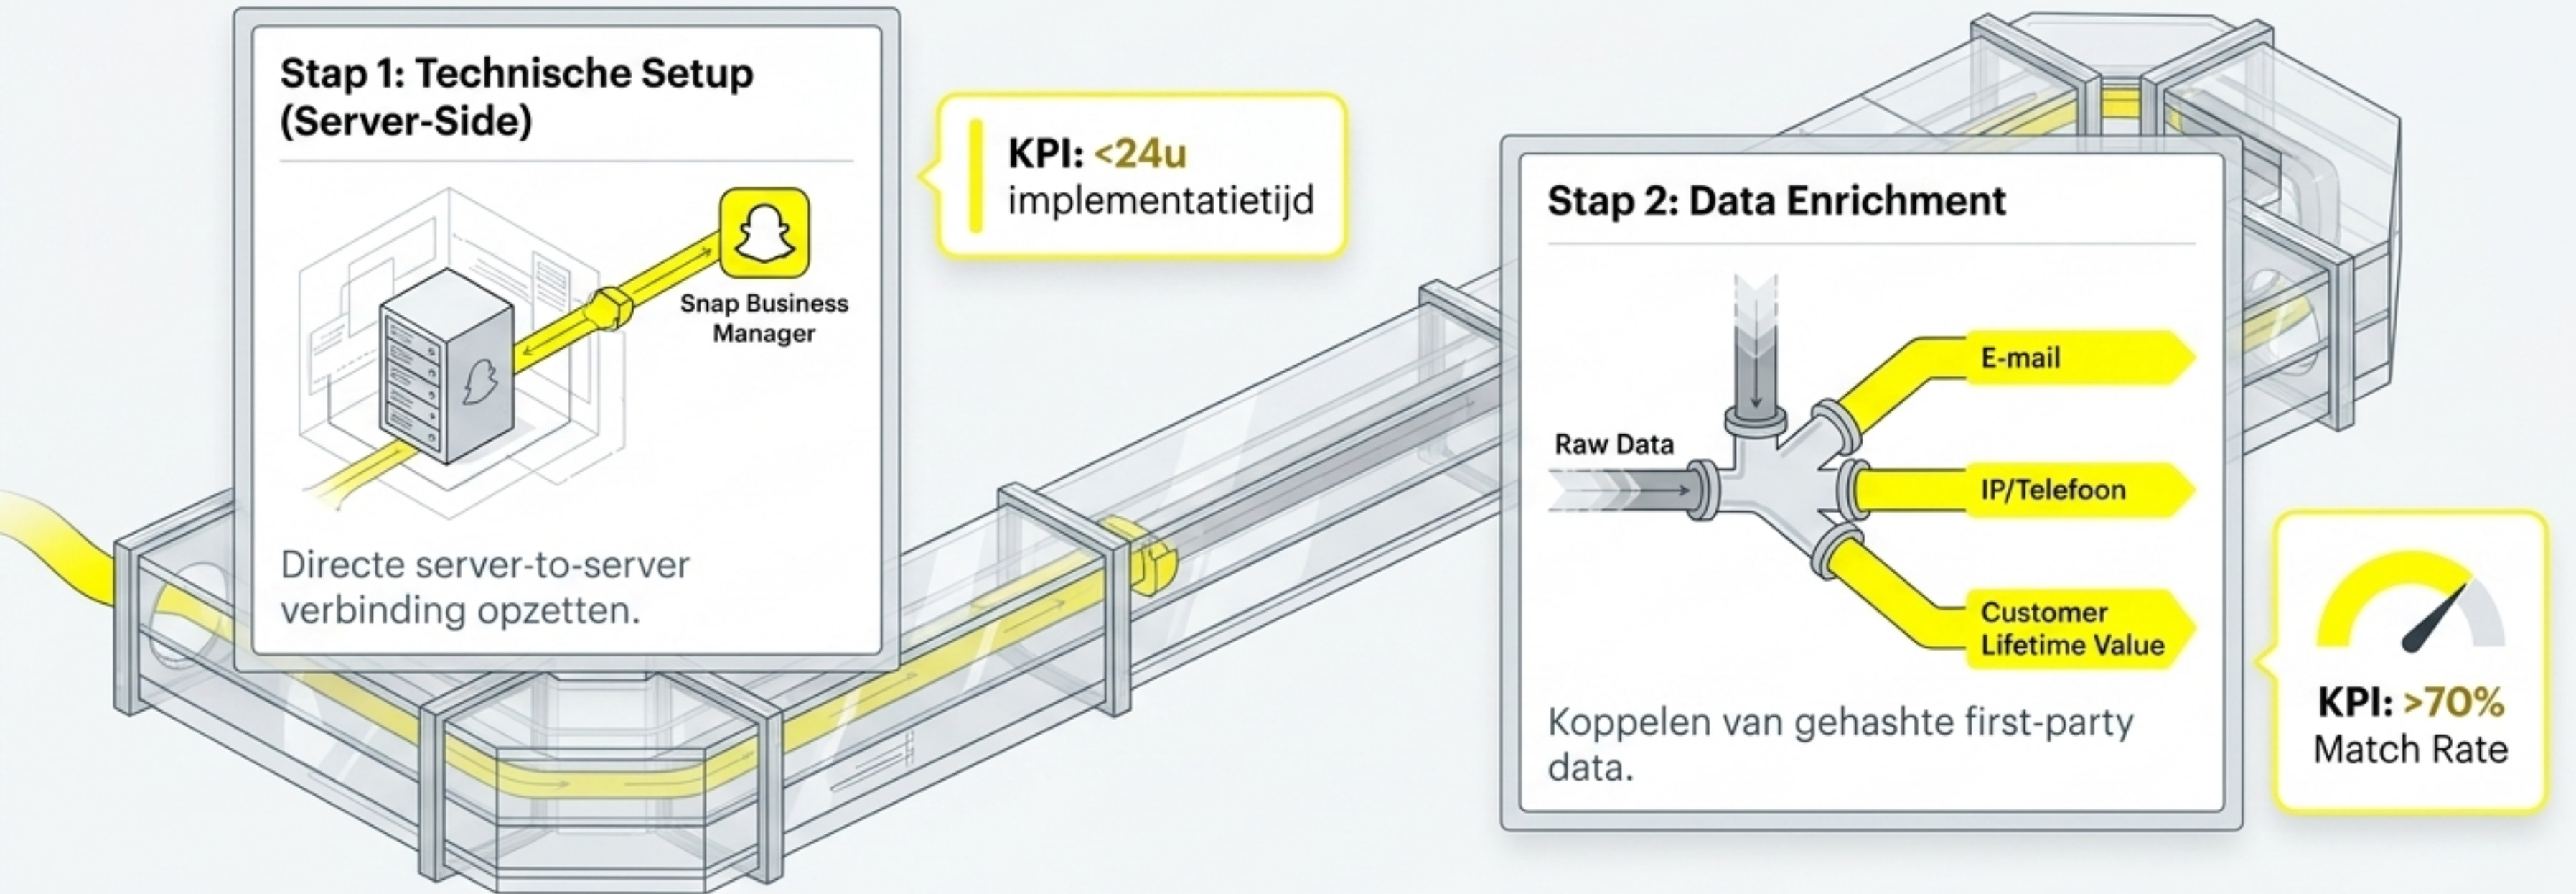 Stap 1: Technische Setup
(Server-Side)
Snap Business
Manager
Directe server-to-server
verbinding opzetten.
KPI: <24u
implementatietijd
Stap 2: Data Enrichment
Raw Data
E-mail
IP/Telefoon
Customer
Lifetime Value
Koppelen van gehashte first-party
data.
KPI: >70%
Match Rate